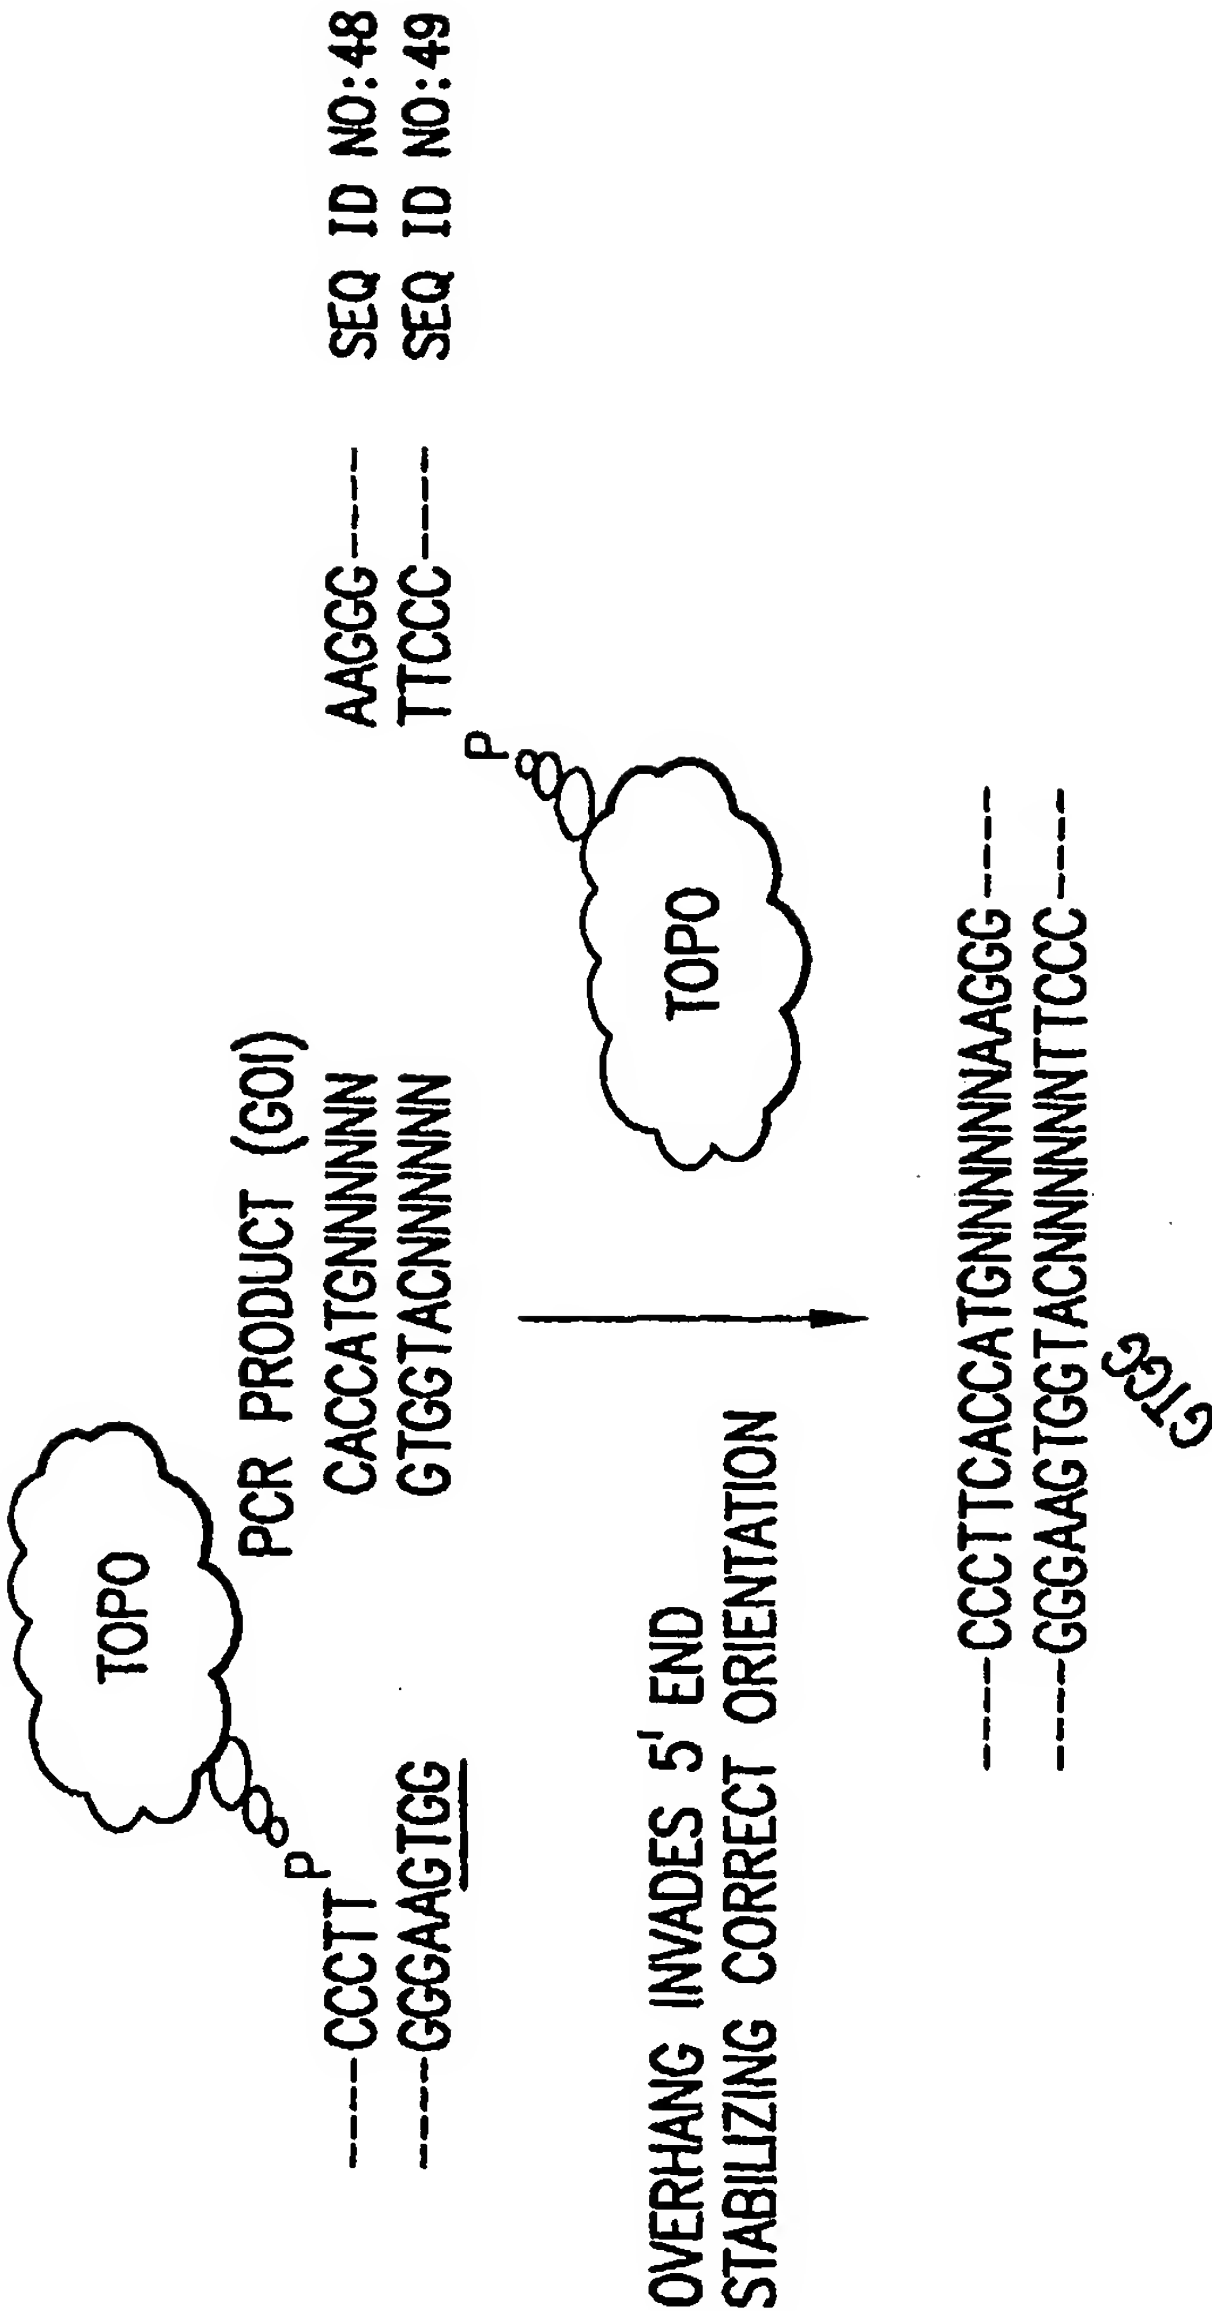 TOPO
PCR PRODUCT (GOI)
P
----CCCTT CACCATGNNNNN AAGGG---- SEQ ID NO:48
----GGGAAGTGG GTGGTACNNNNN TTCCC---- SEQ ID NO:49
P
TOPO
OVERHANG INVADES 5' END
STABILIZING CORRECT ORIENTATION
----CCCTTCACCATGNNNNNAAGGG----
----GGGAAGTGGTACNNNNNTTCCC----
GTGG